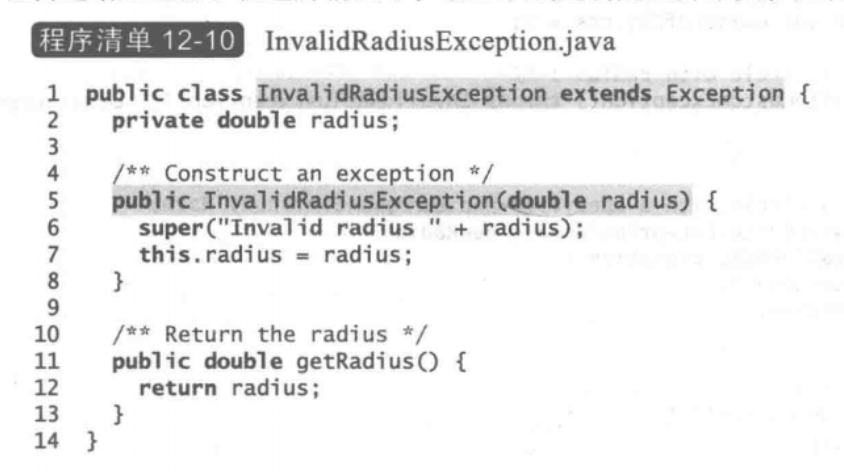 程序清单 12-10 InvalidRadiusException.java
1 public class InvalidRadiusException extends Exception {
2 private double radius;
3
4 /** Construct an exception */
5 public InvalidRadiusException(double radius) {
6 super("Invalid radius " + radius);
7 this.radius = radius;
8 }
9
10 /** Return the radius */
11 public double getRadius() {
12 return radius;
13 }
14 }